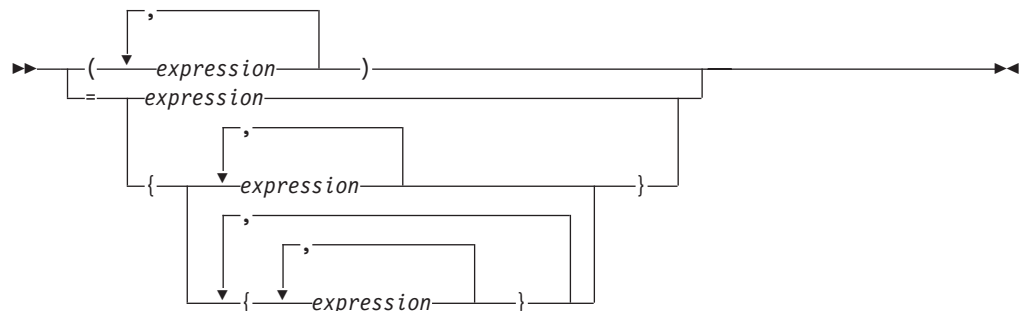 ,
( expression )
= expression
,
{ expression }
,
,
{ expression }